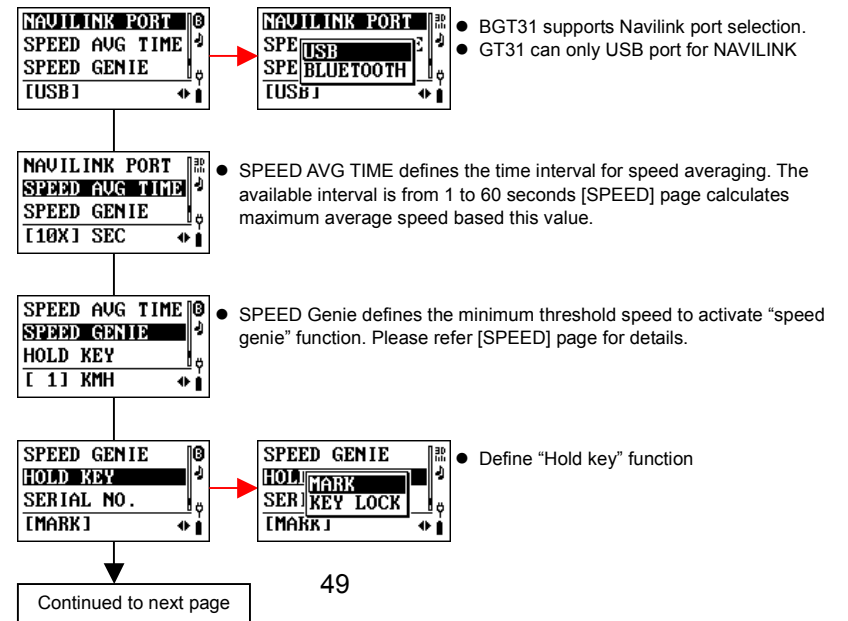 NAVILINK PORT
SPEED AVG TIME
SPEED GENIE
[USB]
NAVILINK PORT
SPE
USB
E
SPE
BLUETOOTH
[USB]
● BGT31 supports Navilink port selection.
● GT31 can only USB port for NAVILINK
NAVILINK PORT
SPEED AVG TIME
SPEED GENIE
[10X] SEC
● SPEED AVG TIME defines the time interval for speed averaging. The
available interval is from 1 to 60 seconds [SPEED] page calculates
maximum average speed based this value.
SPEED AVG TIME
SPEED GENIE
HOLD KEY
[ 1] KMH
● SPEED Genie defines the minimum threshold speed to activate “speed
genie” function. Please refer [SPEED] page for details.
SPEED GENIE
HOLD KEY
SERIAL NO.
[MARK]
SPEED GENIE
HOL
MARK
SERI
KEY LOCK
[MARK]
● Define “Hold key” function
Continued to next page
49